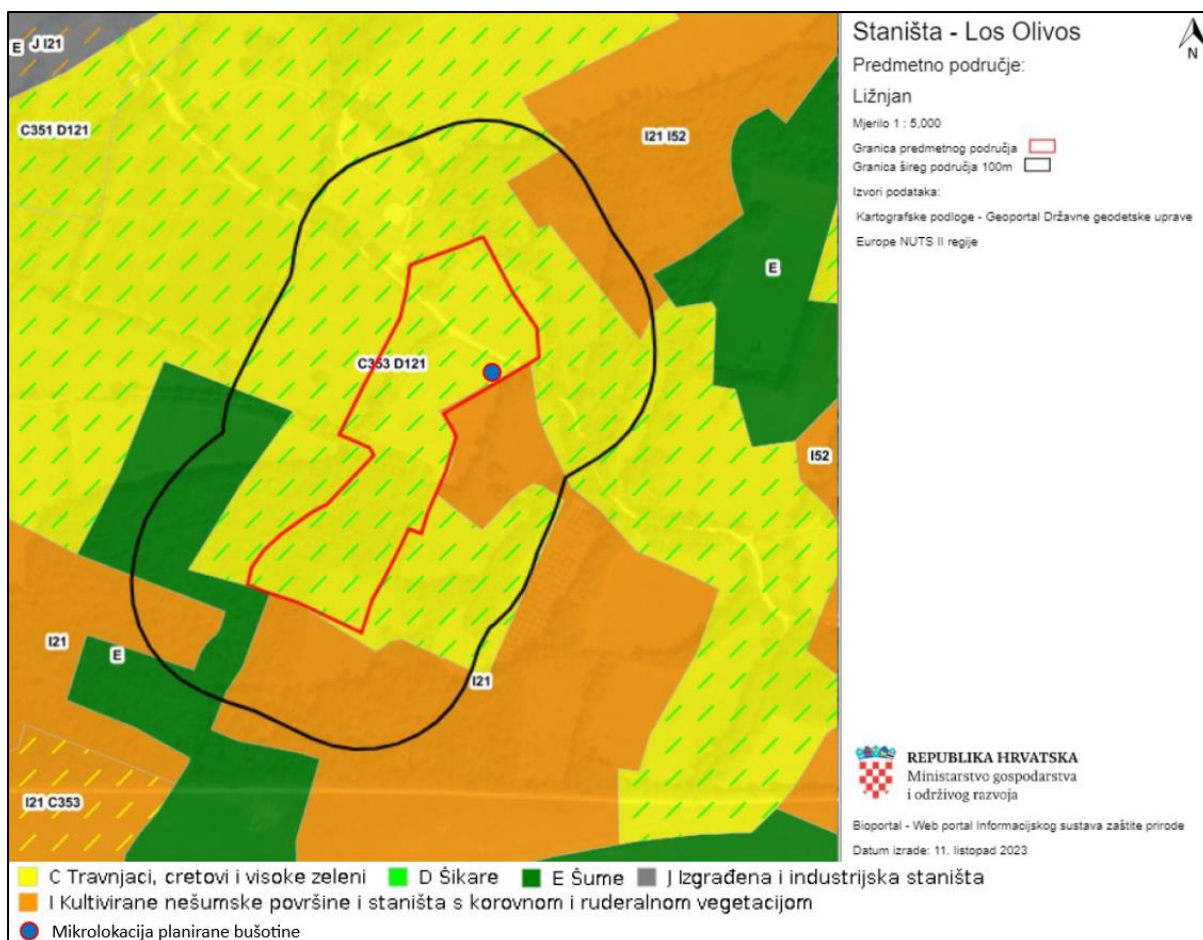 E
J I21
C351 D121
I21 I52
E
C353 D121
I52
I21
E
I21
I21 C353
Staništa - Los Olivos
N
Predmetno područje:
Ližnjan
Mjerilo 1 : 5,000
Granica predmetnog područja
Granica šireg područja 100m
Izvori podataka:
Kartografske podloge - Geoportal Državne geodetske uprave
Europe NUTS II regije
REPUBLIKA HRVATSKA
Ministarstvo gospodarstva
i održivog razvoja
Bioportal - Web portal Informacijskog sustava zaštite prirode
Datum izrade: 11. listopad 2023
C Travnjaci, cretovi i visoke zeleni D Šikare E Šume J Izgrađena i industrijska staništa
I Kultivirane nešumske površine i staništa s korovnom i ruderalnom vegetacijom
Mikrolokacija planirane bušotine